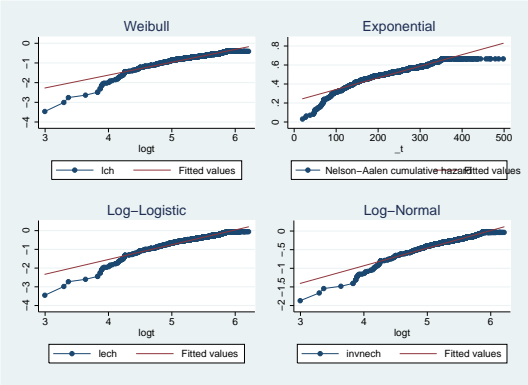 Weibull
0
−1
−2
−3
−4
3 4 5 6
logt
lch Fitted values
Exponential
.8
.6
.4
.2
0
0 100 200 300 400 500
_t
Nelson−Aalen cumulative hazard Fitted values
Log−Logistic
0
−1
−2
−3
−4
3 4 5 6
logt
lech Fitted values
Log−Normal
0
−.5
−1
−1.5
−2
3 4 5 6
logt
invnech Fitted values